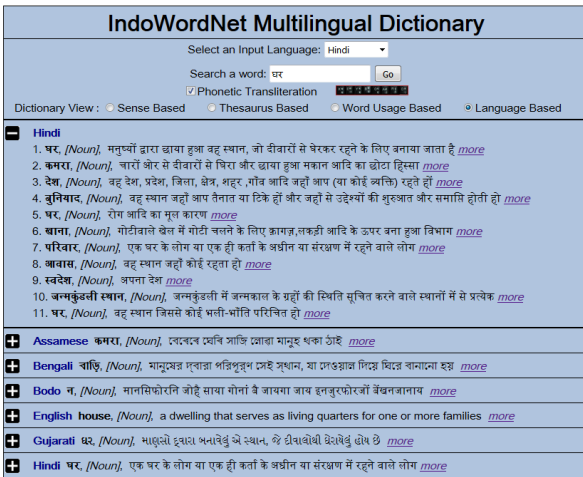 IndoWordNet Multilingual Dictionary
Select an Input Language: Hindi
Search a word: घर Go
Phonetic Transliteration
Dictionary View : Sense Based Thesaurus Based Word Usage Based Language Based
Hindi
1. घर, [Noun], मनुष्यों द्वारा छाया हुआ वह स्थान, जो दीवारों से घेरकर रहने के लिए बनाया जाता है more
2. कमरा, [Noun], चारों ओर से दीवारों से घिरा और छाया हुआ मकान आदि का छोटा हिस्सा more
3. देश, [Noun], वह देश, प्रदेश, जिला, क्षेत्र, शहर ,गाँव आदि जहाँ आप (या कोई व्यक्ति) रहते हों more
4. बुनियाद, [Noun], वह स्थान जहाँ आप तैनात या टिके हों और जहाँ से उद्देश्यों की शुरुआत और समाप्ति होती हो more
5. घर, [Noun], रोग आदि का मूल कारण more
6. खाना, [Noun], गोटीवाले खेल में गोटी चलने के लिए क़ागज़,लकड़ी आदि के ऊपर बना हुआ विभाग more
7. परिवार, [Noun], एक घर के लोग या एक ही कर्ता के अधीन या संरक्षण में रहने वाले लोग more
8. आवास, [Noun], वह स्थान जहाँ कोई रहता हो more
9. स्वदेश, [Noun], अपना देश more
10. जन्मकुंडली स्थान, [Noun], जन्मकुंडली में जन्मकाल के ग्रहों की स्थिति सूचित करने वाले स्थानों में से प्रत्येक more
11. घर, [Noun], वह स्थान जिससे कोई भली-भाँति परिचित हो more
Assamese কমৰা, [Noun], বেৰেৰে ঘেৰি সাজি লোৱা মানুহ থকা ঠাই more
Bengali বাড়ি, [Noun], মানুষের দ্বারা পরিপূর্ণ সেই স্থান, যা দেওয়াল দিয়ে ঘিরে বানানো হয় more
Bodo न, [Noun], मानसिफोरनि जोहै साया गोनां बै जायगा जाय इनजुरफोरजों बेंखनजानाय more
English house, [Noun], a dwelling that serves as living quarters for one or more families more
Gujarati ઘર, [Noun], માણસો દ્વારા બનાવેલું એ સ્થાન, જે દીવાલોથી ઘેરાયેલું હોય છે more
Hindi घर, [Noun], एक घर के लोग या एक ही कर्ता के अधीन या संरक्षण में रहने वाले लोग more